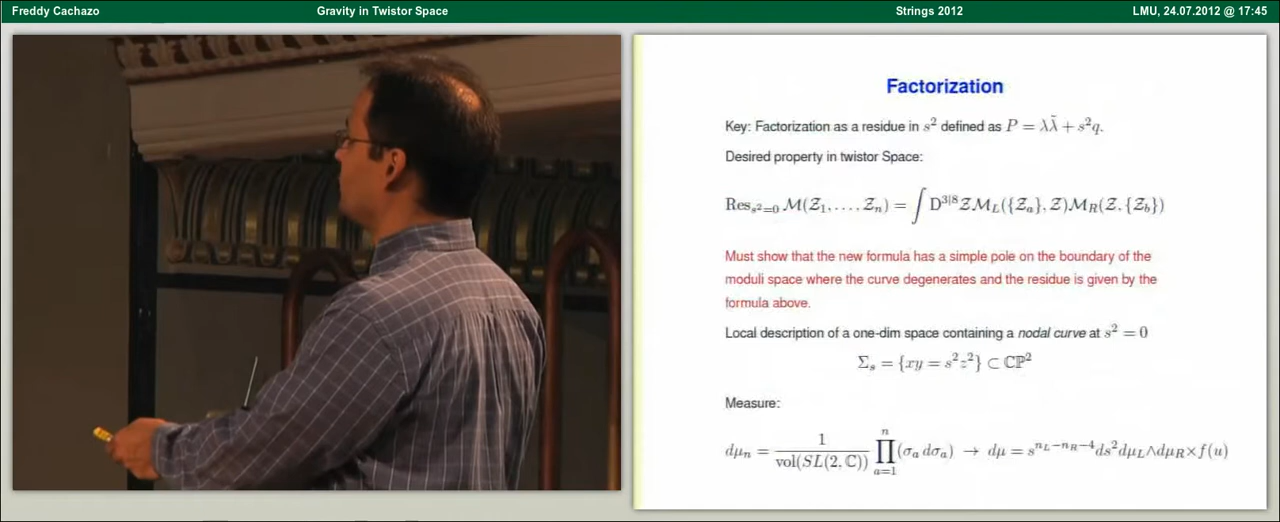 Freddy Cachazo Gravity in Twistor Space Strings 2012 LMU, 24.07.2012 @ 17:45
Factorization
Key: Factorization as a residue in s² defined as P = λλ̃ + s²q.
Desired property in twistor Space:
Res_{s²=0} M(Z₁, . . . , Zₙ) = ∫ D^{3|8}Z M_L({Z_a}, Z) M_R(Z, {Z_b})
Must show that the new formula has a simple pole on the boundary of the
moduli space where the curve degenerates and the residue is given by the
formula above.
Local description of a one-dim space containing a nodal curve at s² = 0
Σ_s = {xy = s²z²} ⊂ ℂℙ²
Measure:
dμₙ = 1/vol(SL(2, ℂ)) ∏_{a=1}^{n} (σ_a dσ_a) → dμ = s^{n_L−n_R−4} ds² dμ_L ∧ dμ_R × f(u)